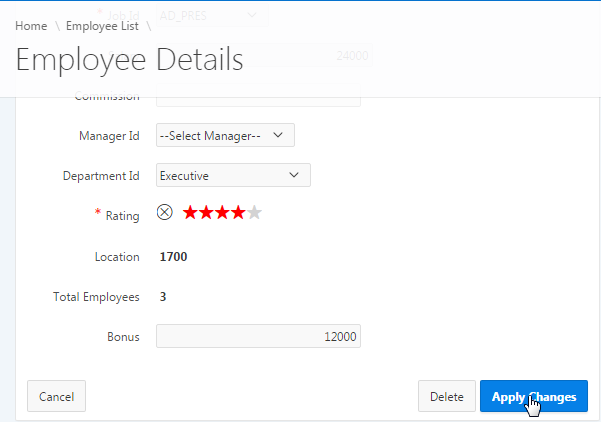 * Job Id AD_PRES
Home \ Employee List \
Employee Details
24000
Commission
Manager Id --Select Manager--
Department Id Executive
* Rating
Location 1700
Total Employees 3
Bonus 12000
Cancel Delete Apply Changes